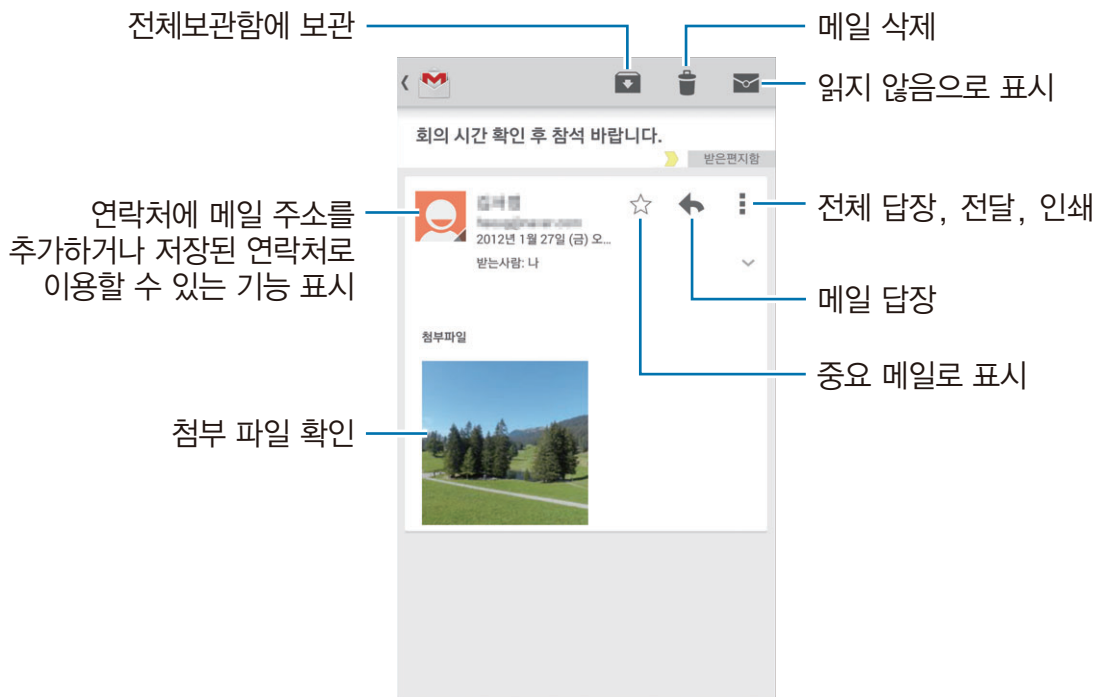 전체보관함에 보관
메일 삭제
읽지 않음으로 표시
회의 시간 확인 후 참석 바랍니다.
받은편지함
연락처에 메일 주소를
추가하거나 저장된 연락처로
이용할 수 있는 기능 표시
2012년 1월 27일 (금) 오...
받는사람: 나
전체 답장, 전달, 인쇄
메일 답장
첨부파일
중요 메일로 표시
첨부 파일 확인